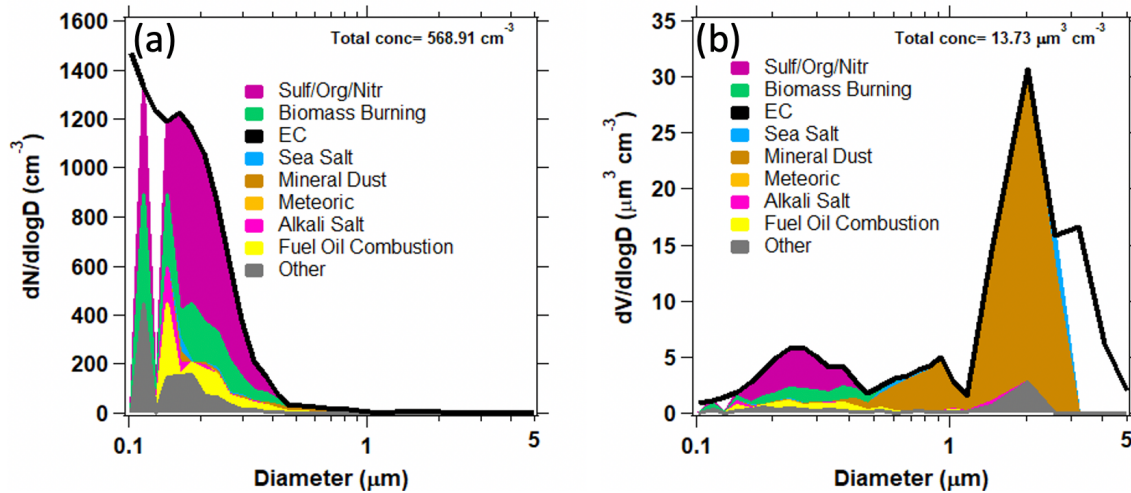 (a)
Total conc= 568.91 cm⁻³
Sulf/Org/Nitr
Biomass Burning
EC
Sea Salt
Mineral Dust
Meteoric
Alkali Salt
Fuel Oil Combustion
Other
dN/dlogD (cm⁻³)
1600
1400
1200
1000
800
600
400
200
0
0.1
1
5
Diameter (μm)
(b)
Total conc= 13.73 μm³ cm⁻³
Sulf/Org/Nitr
Biomass Burning
EC
Sea Salt
Mineral Dust
Meteoric
Alkali Salt
Fuel Oil Combustion
Other
dV/dlogD (μm³ cm⁻³)
35
30
25
20
15
10
5
0
0.1
1
5
Diameter (μm)